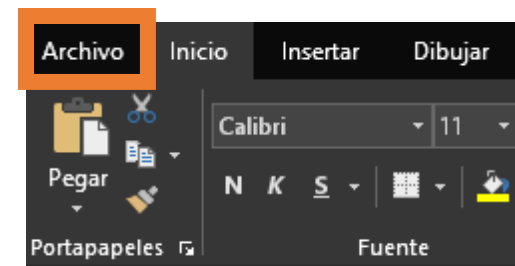 Archivo Inicio Insertar Dibujar
Calibri 11
Pegar N K S
Portapapeles Fuente